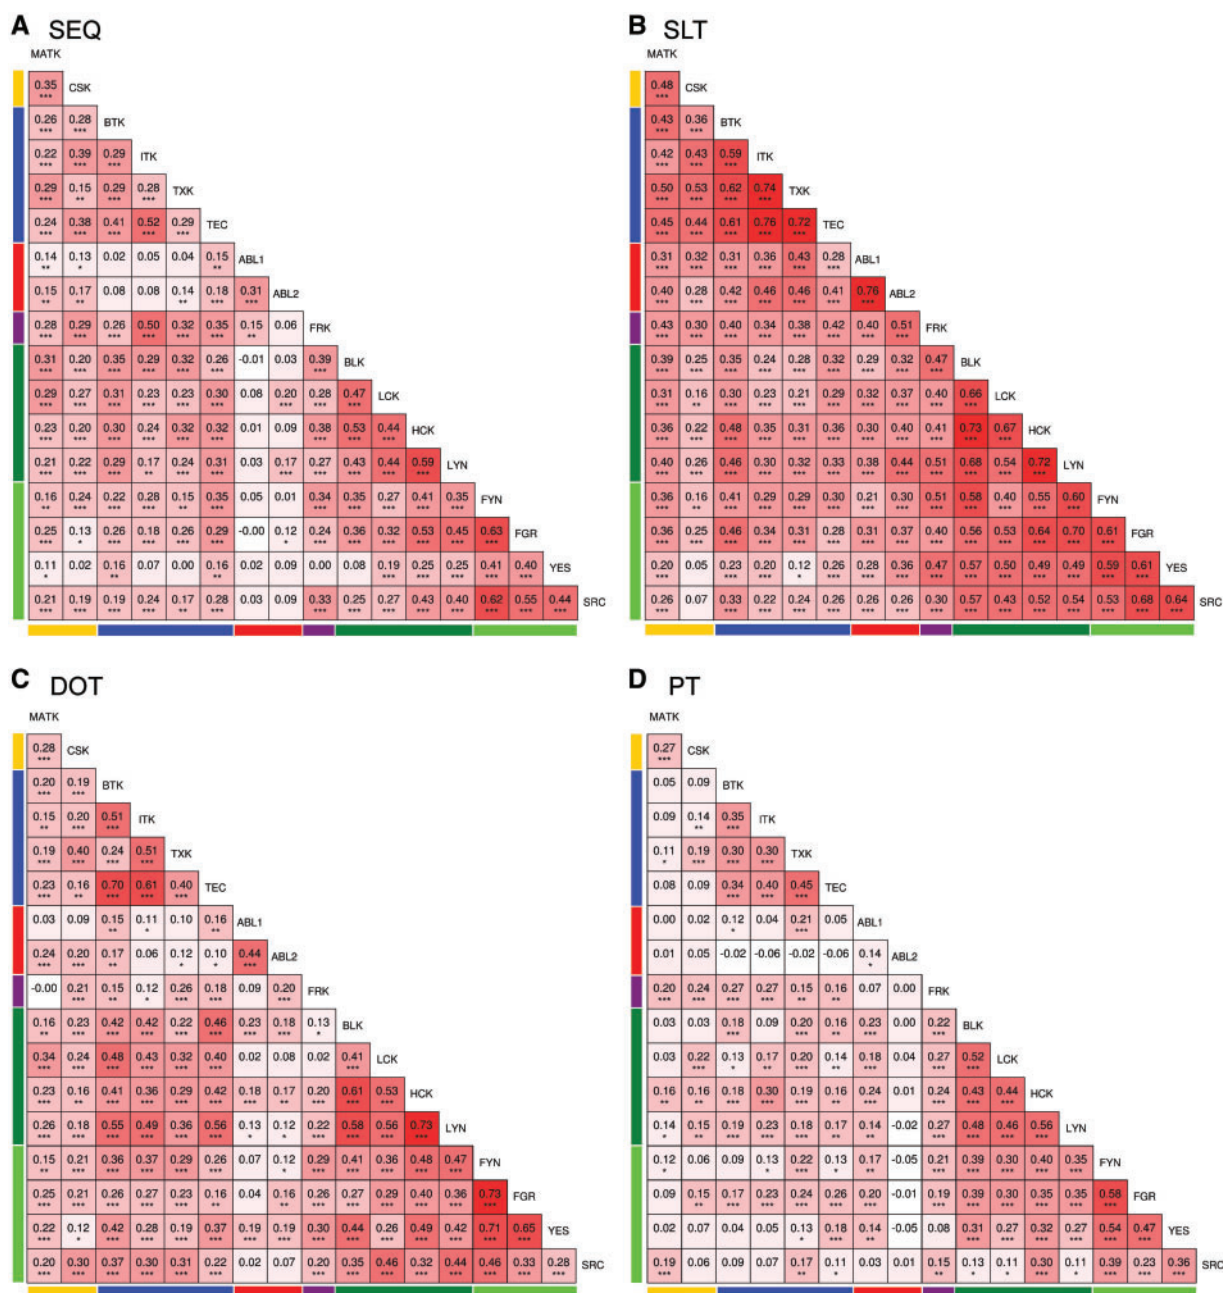 A SEQ
MATK
0.35 CSK
***
0.26 0.28 BTK
*** ***
0.22 0.39 0.29 ITK
*** *** ***
0.29 0.15 0.29 0.28 TXK
*** ** *** ***
0.24 0.38 0.41 0.52 0.29 TEC
*** *** *** *** ***
0.14 0.13 0.02 0.05 0.04 0.15 ABL1
** * **
0.15 0.17 0.08 0.08 0.14 0.18 0.31 ABL2
** ** ** *** ***
0.28 0.29 0.26 0.50 0.32 0.35 0.15 0.06 FRK
*** *** *** *** *** *** **
0.31 0.20 0.35 0.29 0.32 0.26 -0.01 0.03 0.39 BLK
*** *** *** *** *** *** ***
0.29 0.27 0.31 0.23 0.23 0.30 0.08 0.20 0.28 0.47 LCK
*** *** *** *** *** *** *** *** ***
0.23 0.20 0.30 0.24 0.32 0.32 0.01 0.09 0.38 0.53 0.44 HCK
*** *** *** *** *** *** *** *** ***
0.21 0.22 0.29 0.17 0.24 0.31 0.03 0.17 0.27 0.43 0.44 0.59 LYN
*** *** *** ** *** *** *** *** *** *** ***
0.16 0.24 0.22 0.28 0.15 0.35 0.05 0.01 0.34 0.35 0.27 0.41 0.35 FYN
** *** *** *** ** *** *** *** *** *** ***
0.25 0.13 0.26 0.18 0.26 0.29 -0.00 0.12 0.24 0.36 0.32 0.53 0.45 0.63 FGR
*** * *** *** *** *** * *** *** *** *** *** ***
0.11 0.02 0.16 0.07 0.00 0.16 0.02 0.09 0.00 0.08 0.19 0.25 0.25 0.41 0.40 YES
* ** ** *** *** *** *** ***
0.21 0.19 0.19 0.24 0.17 0.28 0.03 0.09 0.33 0.25 0.27 0.43 0.40 0.62 0.55 0.44 SRC
*** *** *** *** ** *** *** *** *** *** *** *** *** ***
B SLT
MATK
0.48 CSK
***
0.43 0.36 BTK
*** ***
0.42 0.43 0.59 ITK
*** *** ***
0.50 0.53 0.62 0.74 TXK
*** *** *** ***
0.45 0.44 0.61 0.76 0.72 TEC
*** *** *** *** ***
0.31 0.32 0.31 0.36 0.43 0.28 ABL1
*** *** *** *** *** ***
0.40 0.28 0.42 0.46 0.46 0.41 0.76 ABL2
*** *** *** *** *** *** ***
0.43 0.30 0.40 0.34 0.38 0.42 0.40 0.51 FRK
*** *** *** *** *** *** *** ***
0.39 0.25 0.35 0.24 0.28 0.32 0.29 0.32 0.47 BLK
*** *** *** *** *** *** *** *** ***
0.31 0.16 0.30 0.23 0.21 0.29 0.32 0.37 0.40 0.66 LCK
*** ** *** *** *** *** *** *** *** ***
0.36 0.22 0.48 0.35 0.31 0.36 0.30 0.40 0.41 0.73 0.67 HCK
*** *** *** *** *** *** *** *** *** *** ***
0.40 0.26 0.46 0.30 0.32 0.33 0.38 0.44 0.51 0.68 0.54 0.72 LYN
*** *** *** *** *** *** *** *** *** *** *** ***
0.36 0.16 0.41 0.29 0.29 0.30 0.21 0.30 0.51 0.58 0.40 0.55 0.60 FYN
*** ** *** *** *** *** *** *** *** *** *** *** ***
0.36 0.25 0.46 0.34 0.31 0.28 0.31 0.37 0.40 0.56 0.53 0.64 0.70 0.61 FGR
*** *** *** *** *** *** *** *** *** *** *** *** *** ***
0.20 0.05 0.23 0.20 0.12 0.26 0.28 0.36 0.47 0.57 0.50 0.49 0.49 0.59 0.61 YES
*** *** *** * *** *** *** *** *** *** *** *** *** ***
0.26 0.07 0.33 0.22 0.24 0.26 0.26 0.26 0.30 0.57 0.43 0.52 0.54 0.53 0.68 0.64 SRC
*** *** *** *** *** *** *** *** *** *** *** *** *** *** ***
C DOT
MATK
0.28 CSK
***
0.20 0.19 BTK
*** ***
0.15 0.20 0.51 ITK
** *** ***
0.19 0.40 0.24 0.51 TXK
*** *** *** ***
0.23 0.16 0.70 0.61 0.40 TEC
*** ** *** *** ***
0.03 0.09 0.15 0.11 0.10 0.16 ABL1
** * **
0.24 0.20 0.17 0.06 0.12 0.10 0.44 ABL2
*** *** ** * * ***
-0.00 0.21 0.15 0.12 0.26 0.18 0.09 0.20 FRK
*** ** * *** *** ***
0.16 0.23 0.42 0.42 0.22 0.46 0.23 0.18 0.13 BLK
** *** *** *** *** *** *** *** *
0.34 0.24 0.48 0.43 0.32 0.40 0.02 0.08 0.02 0.41 LCK
*** *** *** *** *** *** ***
0.23 0.16 0.41 0.36 0.29 0.42 0.18 0.17 0.20 0.61 0.53 HCK
*** ** *** *** *** *** *** ** *** *** ***
0.26 0.18 0.55 0.49 0.36 0.56 0.13 0.12 0.22 0.58 0.56 0.73 LYN
*** *** *** *** *** *** * * *** *** *** ***
0.15 0.21 0.36 0.37 0.29 0.26 0.07 0.12 0.29 0.41 0.36 0.48 0.47 FYN
** *** *** *** *** *** * *** *** *** *** ***
0.25 0.21 0.26 0.27 0.23 0.16 0.04 0.16 0.26 0.27 0.29 0.40 0.36 0.73 FGR
*** *** *** *** *** ** ** *** *** *** *** *** ***
0.22 0.12 0.42 0.28 0.19 0.37 0.19 0.19 0.30 0.44 0.26 0.49 0.42 0.71 0.65 YES
*** * *** *** *** *** *** *** *** *** *** *** *** *** ***
0.20 0.30 0.37 0.30 0.31 0.22 0.02 0.07 0.20 0.35 0.46 0.32 0.44 0.46 0.33 0.28 SRC
*** *** *** *** *** *** *** *** *** *** *** *** *** ***
D PT
MATK
0.27 CSK
***
0.05 0.09 BTK
0.09 0.14 0.35 ITK
** ***
0.11 0.19 0.30 0.30 TXK
* *** *** ***
0.08 0.09 0.34 0.40 0.45 TEC
*** *** ***
0.00 0.02 0.12 0.04 0.21 0.05 ABL1
* ***
0.01 0.05 -0.02 -0.06 -0.02 -0.06 0.14 ABL2
*
0.20 0.24 0.27 0.27 0.15 0.16 0.07 0.00 FRK
*** *** *** *** ** **
0.03 0.03 0.18 0.09 0.20 0.16 0.23 0.00 0.22 BLK
*** *** ** *** ***
0.03 0.22 0.13 0.17 0.20 0.14 0.18 0.04 0.27 0.52 LCK
*** * ** *** ** *** *** ***
0.16 0.16 0.18 0.30 0.19 0.16 0.24 0.01 0.24 0.43 0.44 HCK
** ** *** *** *** ** *** *** *** ***
0.14 0.15 0.19 0.23 0.18 0.17 0.14 -0.02 0.27 0.48 0.46 0.56 LYN
* ** *** *** *** ** ** *** *** *** ***
0.12 0.06 0.09 0.13 0.22 0.13 0.17 -0.05 0.21 0.39 0.30 0.40 0.35 FYN
* * *** * ** *** *** *** *** ***
0.09 0.15 0.17 0.23 0.24 0.26 0.20 -0.01 0.19 0.39 0.30 0.35 0.35 0.58 FGR
** *** *** *** *** *** *** *** *** *** *** ***
0.02 0.07 0.04 0.05 0.13 0.18 0.14 -0.05 0.08 0.31 0.27 0.32 0.27 0.54 0.47 YES
* *** ** *** *** *** *** *** ***
0.19 0.06 0.09 0.07 0.17 0.11 0.03 0.01 0.15 0.13 0.11 0.30 0.11 0.39 0.23 0.36 SRC
*** ** * ** * * *** * *** *** ***